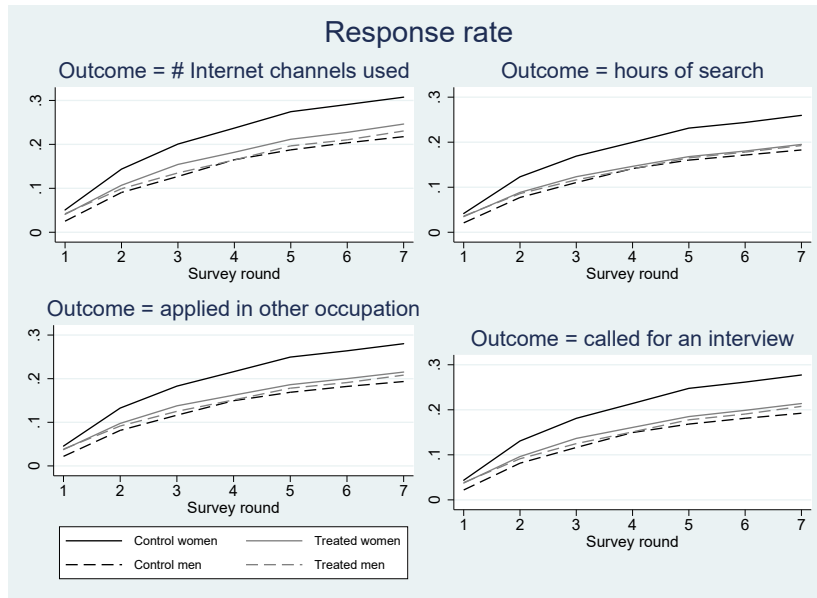 Response rate
Outcome = # Internet channels used
.3
.2
.1
0
1 2 3 4 5 6 7
Survey round
Outcome = hours of search
.3
.2
.1
0
1 2 3 4 5 6 7
Survey round
Outcome = applied in other occupation
.3
.2
.1
0
1 2 3 4 5 6 7
Survey round
Outcome = called for an interview
.3
.2
.1
0
1 2 3 4 5 6 7
Survey round
Control women Treated women
Control men Treated men